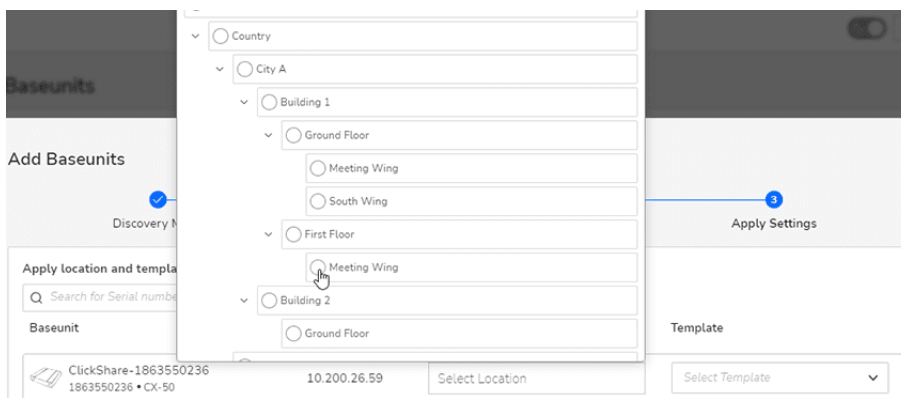 Country
City A
Baseunits
Building 1
Ground Floor
Add Baseunits
Meeting Wing
South Wing
3
Discovery
Apply Settings
First Floor
Apply location and templa
Meeting Wing
Search for Serial numbe
Building 2
Baseunit
Ground Floor
Template
ClickShare-1863550236
1863550236 • CX-50
10.200.26.59
Select Location
Select Template